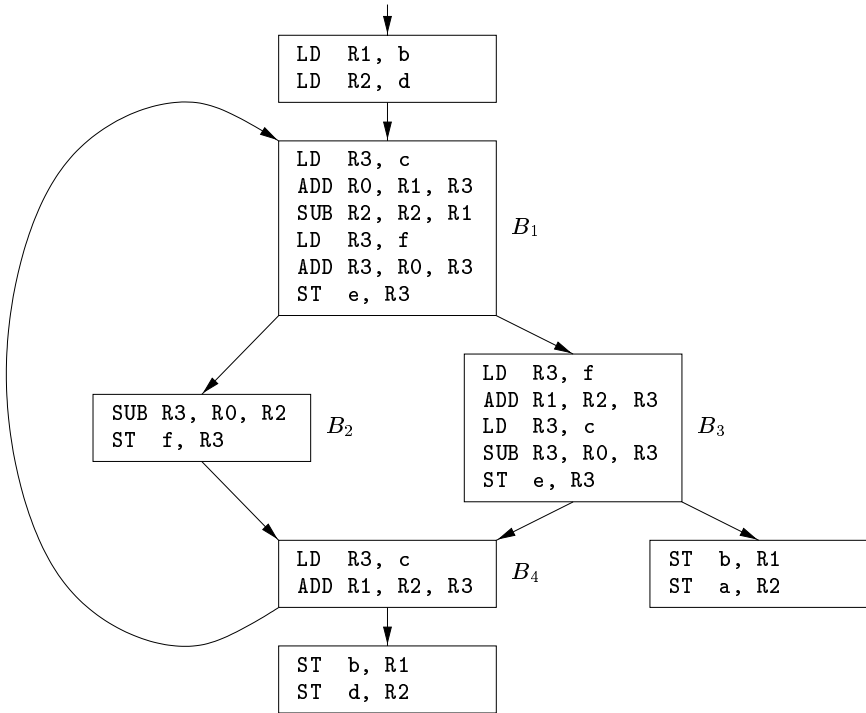 LD R1, b
LD R2, d
LD R3, c
ADD R0, R1, R3
SUB R2, R2, R1
LD R3, f
ADD R3, R0, R3
ST e, R3
B1
SUB R3, R0, R2
ST f, R3
B2
LD R3, f
ADD R1, R2, R3
LD R3, c
SUB R3, R0, R3
ST e, R3
B3
LD R3, c
ADD R1, R2, R3
B4
ST b, R1
ST a, R2
ST b, R1
ST d, R2